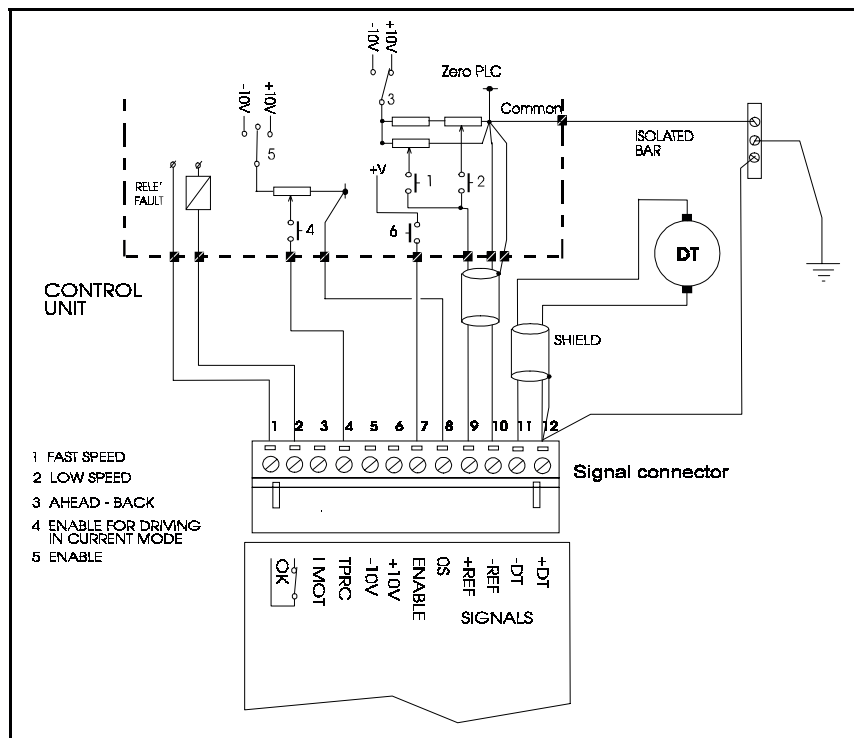 -10V
+10V
3
Zero PLC
Common
-10V
+10V
5
ISOLATED
BAR
RELE'
FAULT
+V
1
2
4
6
DT
CONTROL
UNIT
SHIELD
1 2 3 4 5 6 7 8 9 10 11 12
Signal connector
1 FAST SPEED
2 LOW SPEED
3 AHEAD - BACK
4 ENABLE FOR DRIVING
IN CURRENT MODE
5 ENABLE
OK
I MOT
TPRC
-10V
+10V
ENABLE
0S
+REF
-REF
-DT
+DT
SIGNALS